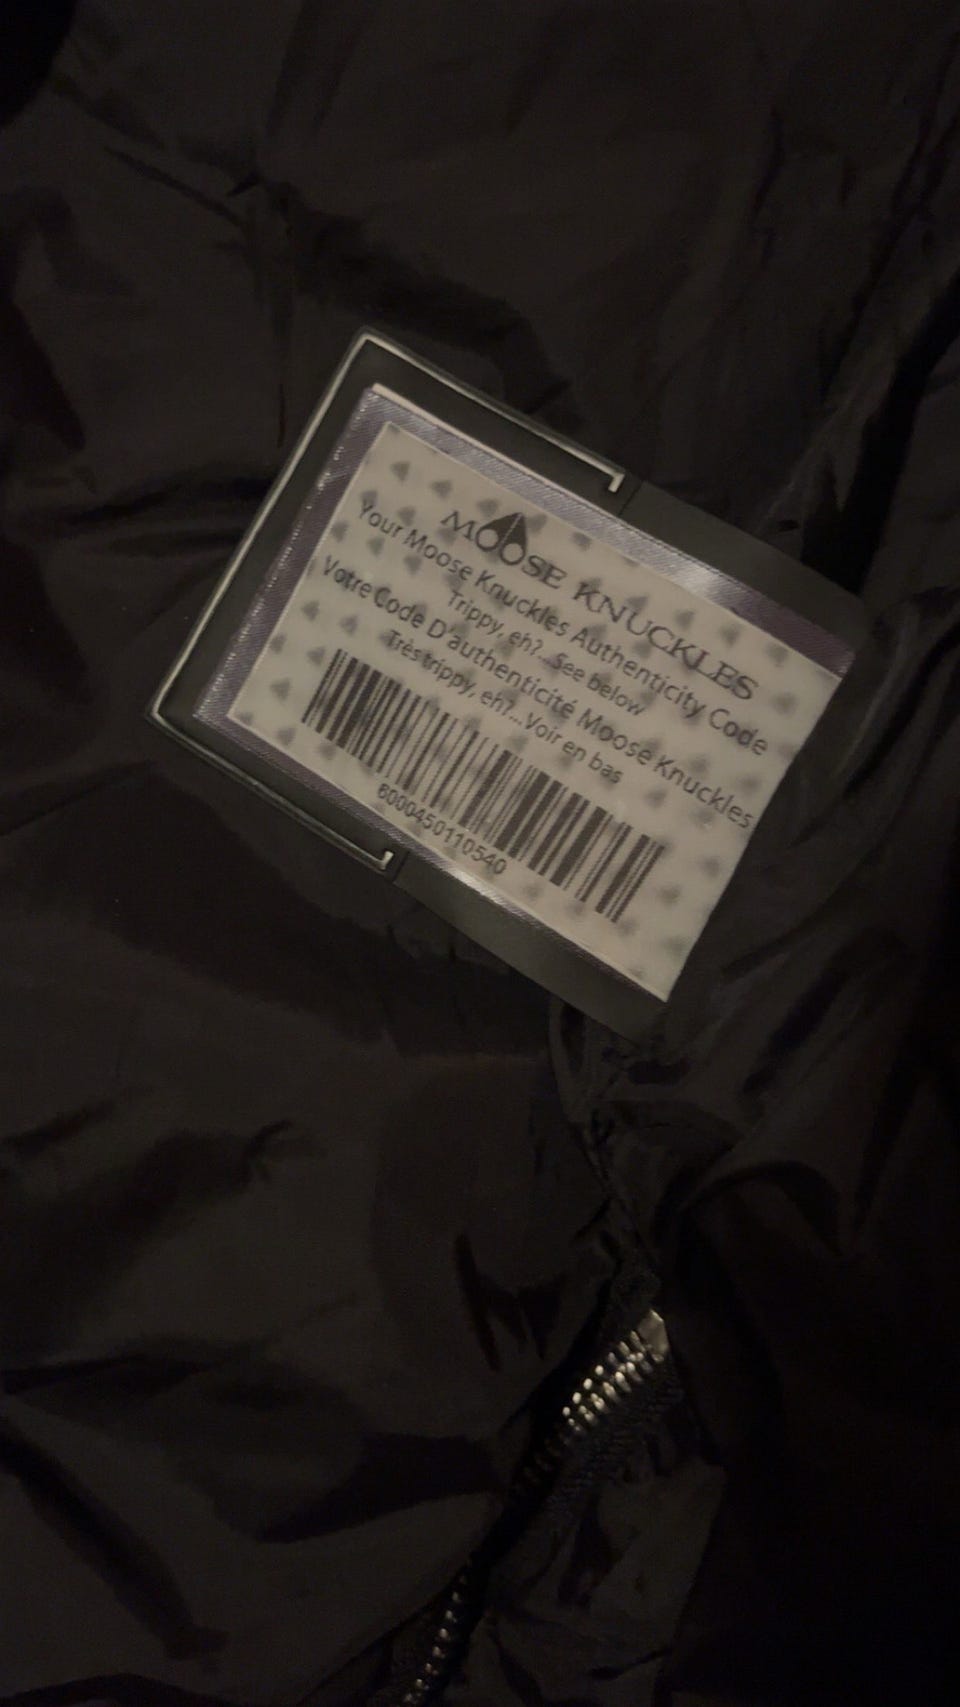 MOOSE KNUCKLES
Your Moose Knuckles Authenticity Code
Trippy, eh?...See below
Votre Code D'authenticité Moose Knuckles
Très trippy, eh?...Voir en bas
6000450110540